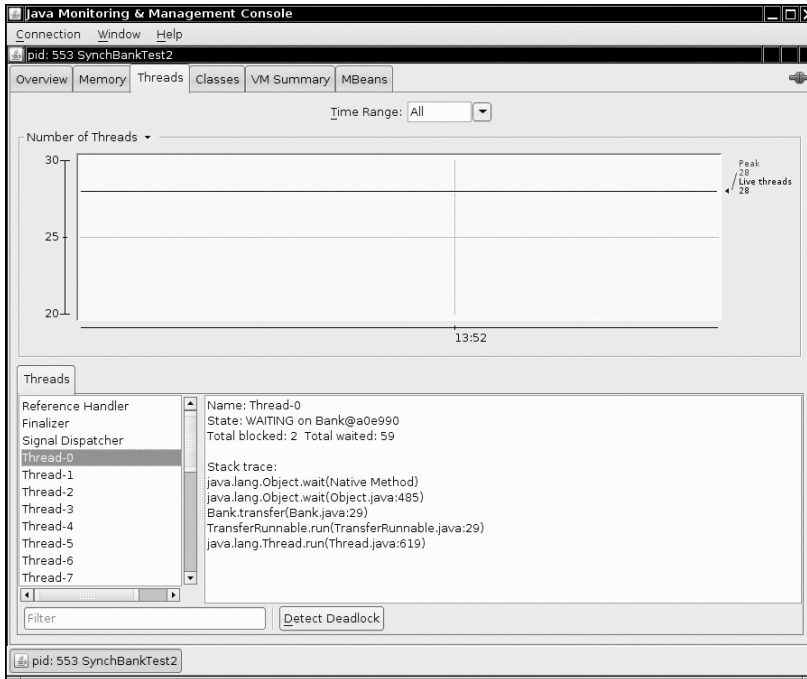 Java Monitoring & Management Console
Connection Window Help
pid: 553 SynchBankTest2
Overview Memory Threads Classes VM Summary MBeans
Time Range: All
Number of Threads
30
25
20
Peak
28
Live threads
28
13:52
Threads
Reference Handler
Finalizer
Signal Dispatcher
Thread-0
Thread-1
Thread-2
Thread-3
Thread-4
Thread-5
Thread-6
Thread-7
Name: Thread-0
State: WAITING on Bank@a0e990
Total blocked: 2 Total waited: 59
Stack trace:
java.lang.Object.wait(Native Method)
java.lang.Object.wait(Object.java:485)
Bank.transfer(Bank.java:29)
TransferRunnable.run(TransferRunnable.java:29)
java.lang.Thread.run(Thread.java:619)
Filter Detect Deadlock
pid: 553 SynchBankTest2